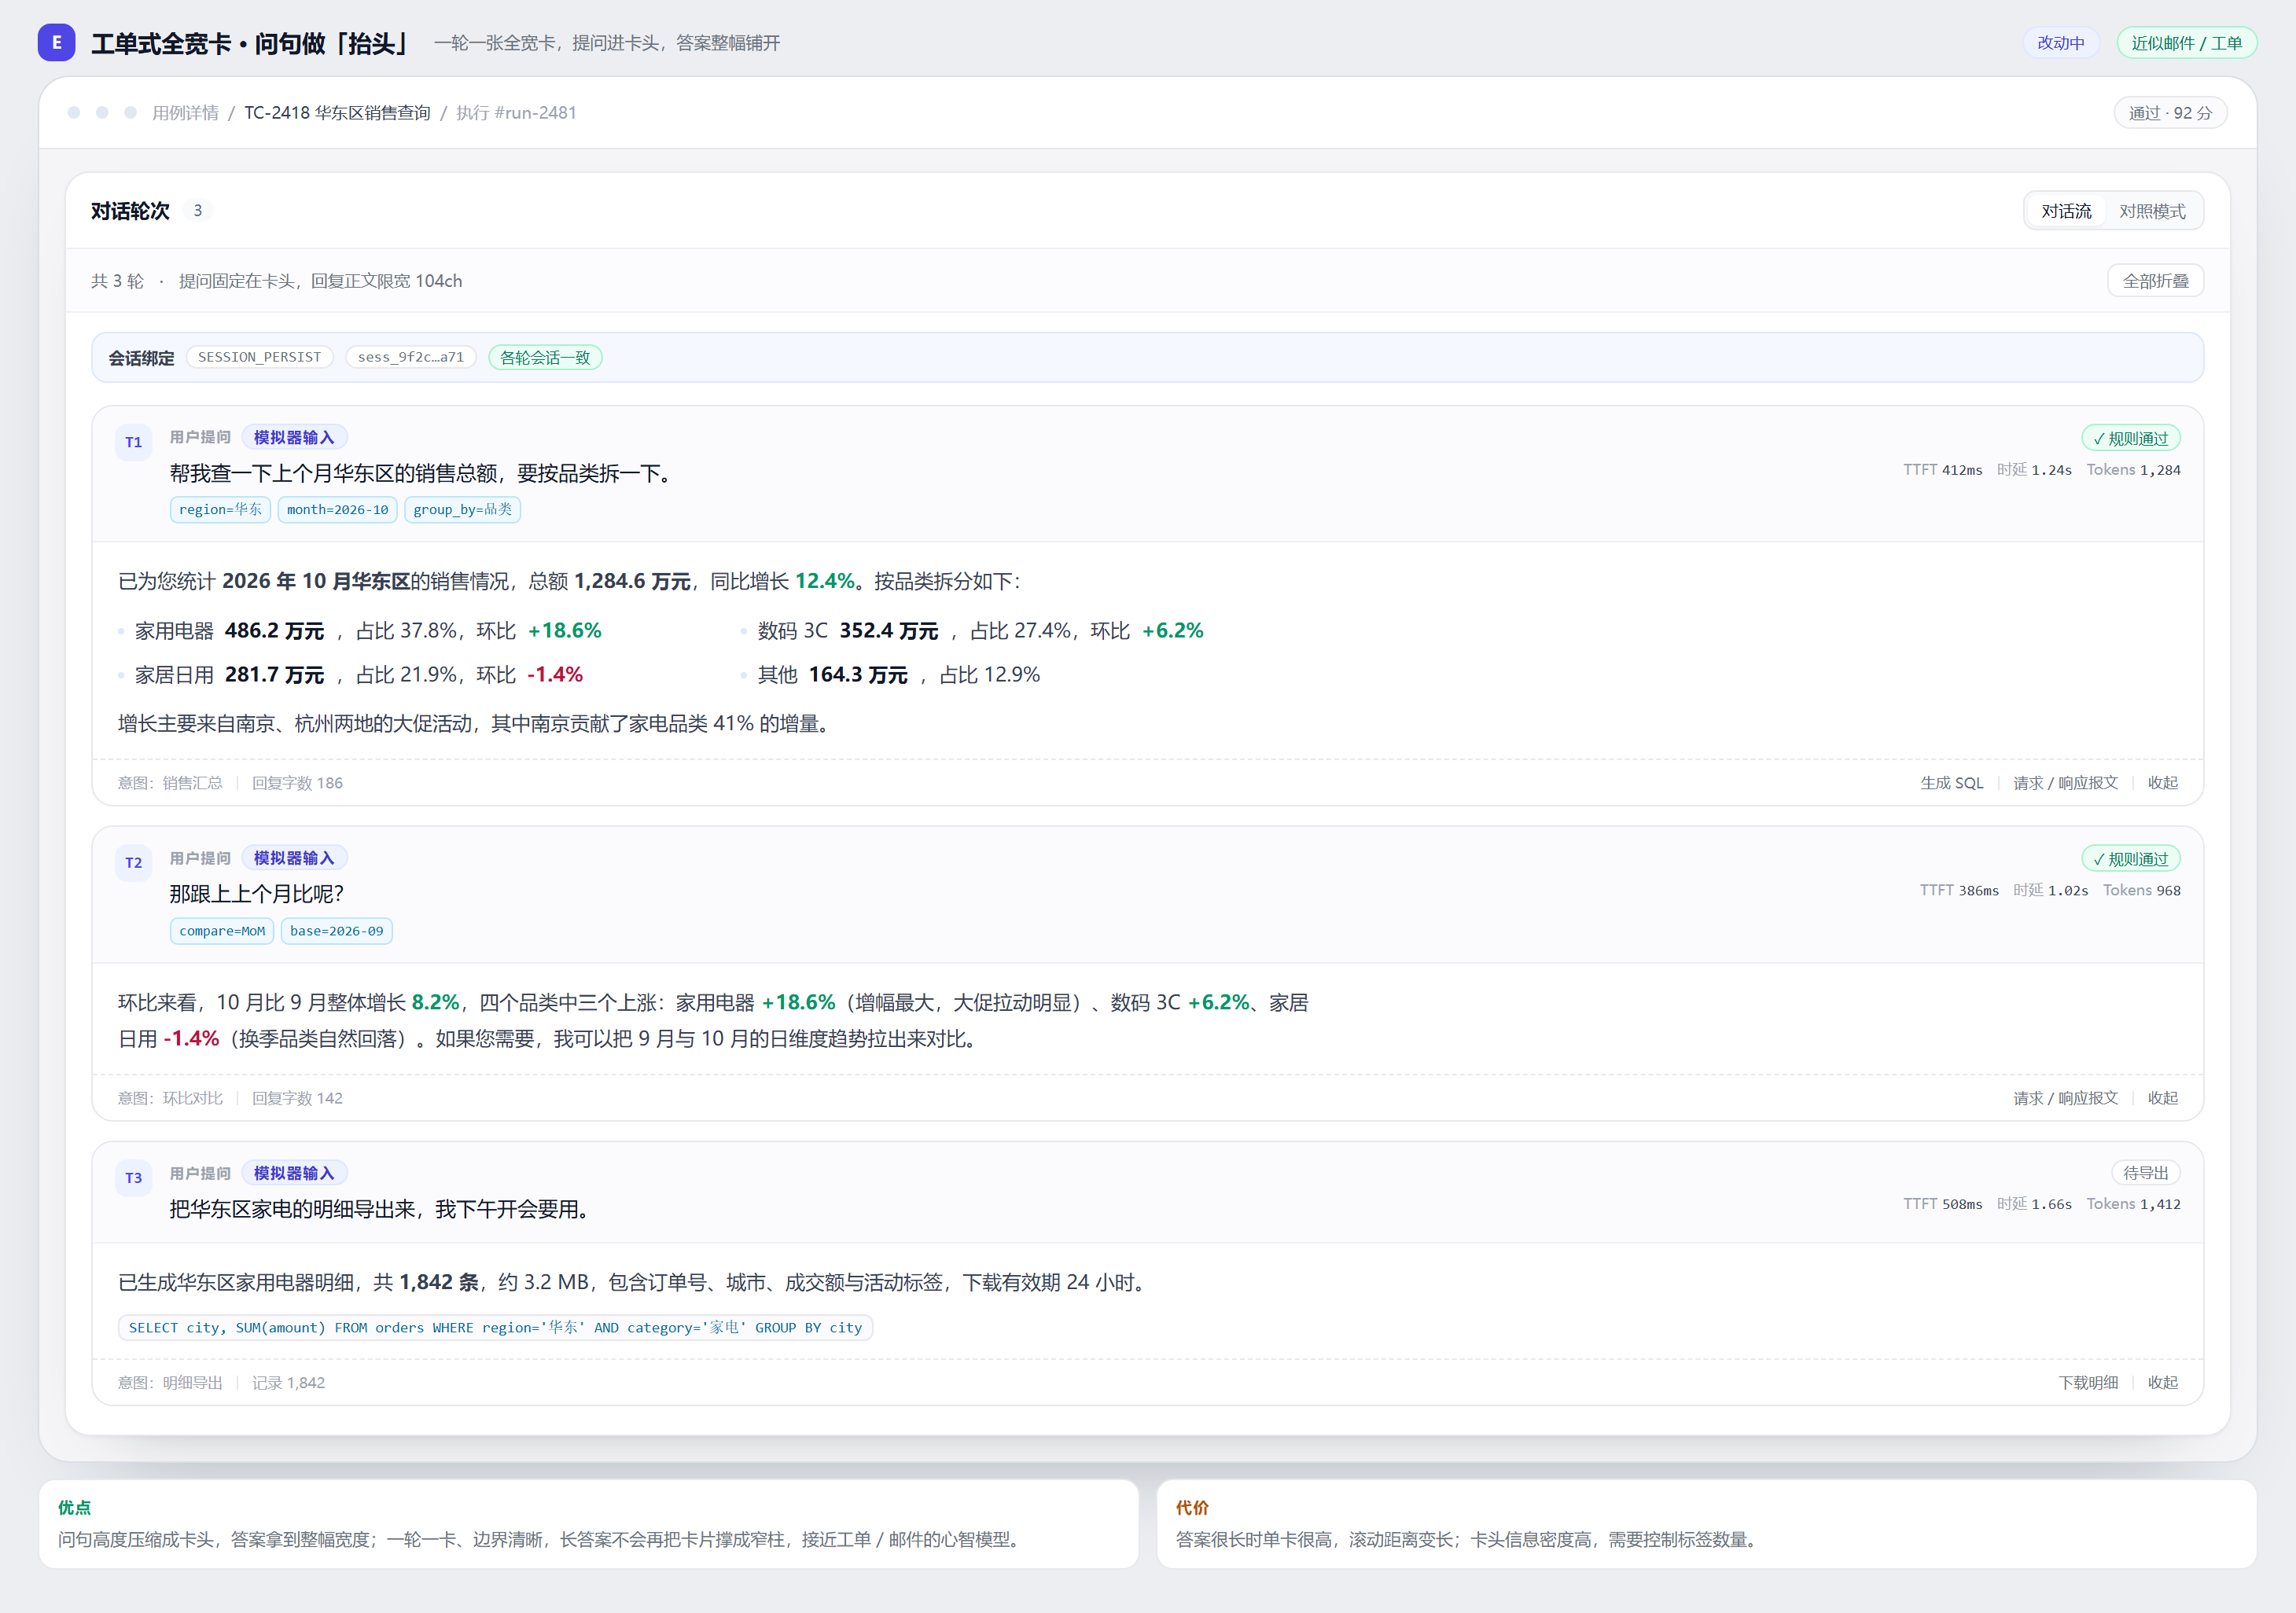 E 工单式全宽卡 · 问句做「抬头」 一轮一张全宽卡，提问进卡头，答案整幅铺开 改动中 近似邮件 / 工单
用例详情 / TC-2418 华东区销售查询 / 执行 #run-2481 通过 · 92 分
对话轮次 3 对话流 对照模式
共 3 轮 · 提问固定在卡头，回复正文限宽 104ch 全部折叠
会话绑定 SESSION_PERSIST sess_9f2c…a71 各轮会话一致
T1 用户提问 模拟器输入 ✓ 规则通过
帮我查一下上个月华东区的销售总额，要按品类拆一下。 TTFT 412ms 时延 1.24s Tokens 1,284
region=华东 month=2026-10 group_by=品类
已为您统计 2026 年 10 月华东区的销售情况，总额 1,284.6 万元，同比增长 12.4%。按品类拆分如下：
家用电器 486.2 万元 ，占比 37.8%，环比 +18.6% 数码 3C 352.4 万元 ，占比 27.4%，环比 +6.2%
家居日用 281.7 万元 ，占比 21.9%，环比 -1.4% 其他 164.3 万元 ，占比 12.9%
增长主要来自南京、杭州两地的大促活动，其中南京贡献了家电品类 41% 的增量。
意图：销售汇总 回复字数 186 生成 SQL 请求 / 响应报文 收起
T2 用户提问 模拟器输入 ✓ 规则通过
那跟上上个月比呢？ TTFT 386ms 时延 1.02s Tokens 968
compare=MoM base=2026-09
环比来看，10 月比 9 月整体增长 8.2%，四个品类中三个上涨：家用电器 +18.6%（增幅最大，大促拉动明显）、数码 3C +6.2%、家居
日用 -1.4%（换季品类自然回落）。如果您需要，我可以把 9 月与 10 月的日维度趋势拉出来对比。
意图：环比对比 回复字数 142 请求 / 响应报文 收起
T3 用户提问 模拟器输入 待导出
把华东区家电的明细导出来，我下午开会要用。 TTFT 508ms 时延 1.66s Tokens 1,412
已生成华东区家用电器明细，共 1,842 条，约 3.2 MB，包含订单号、城市、成交额与活动标签，下载有效期 24 小时。
SELECT city, SUM(amount) FROM orders WHERE region='华东' AND category='家电' GROUP BY city
意图：明细导出 记录 1,842 下载明细 收起
优点
问句高度压缩成卡头，答案拿到整幅宽度；一轮一卡、边界清晰，长答案不会再把卡片撑成窄柱，接近工单 / 邮件的心智模型。
代价
答案很长时单卡很高，滚动距离变长；卡头信息密度高，需要控制标签数量。